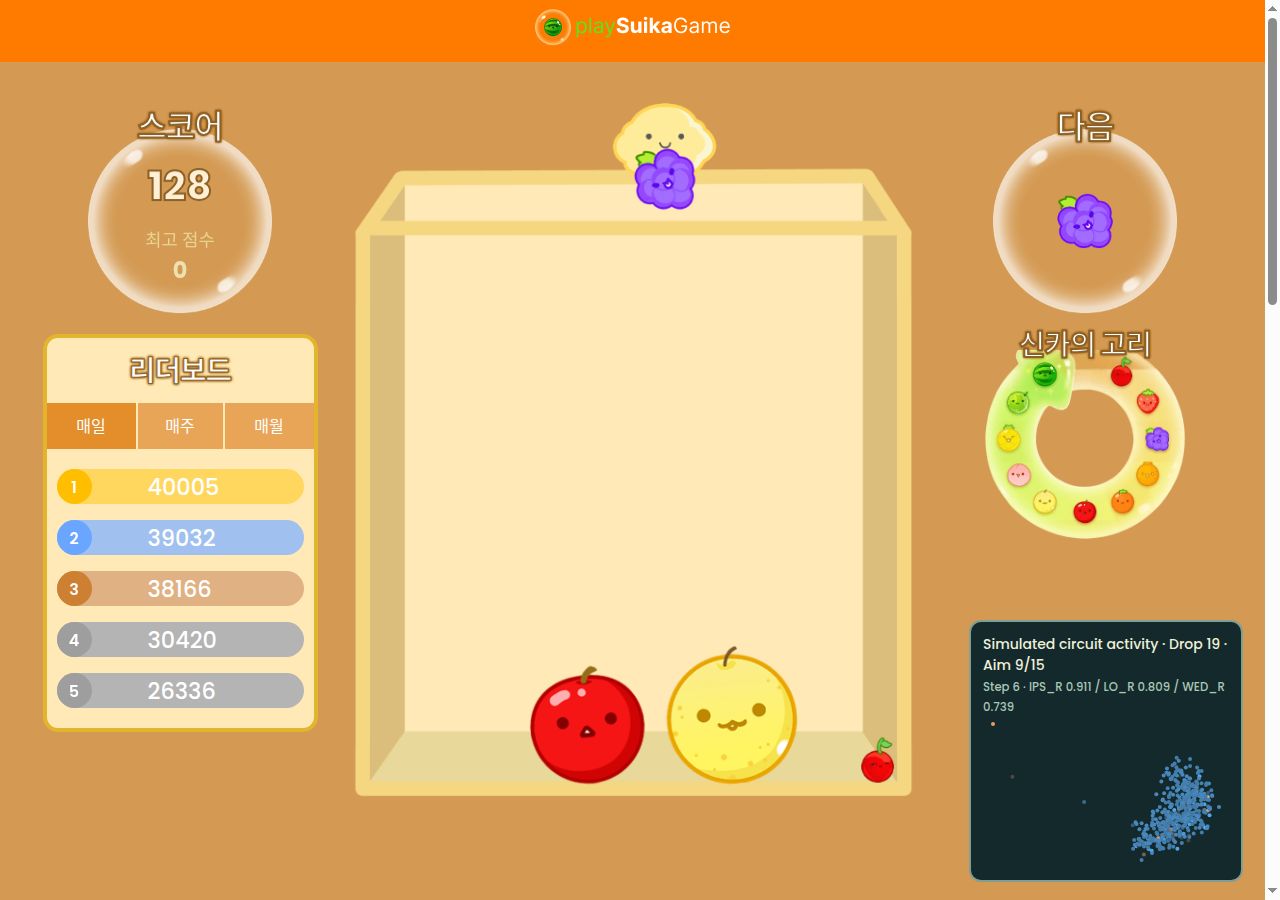 playSuikaGame
스코어
128
최고 점수
0
리더보드
매일 매주 매월
1 40005
2 39032
3 38166
4 30420
5 26336
다음
신카의 고리
Simulated circuit activity · Drop 19 ·
Aim 9/15
Step 6 · IPS_R 0.911 / LO_R 0.809 / WED_R
0.739